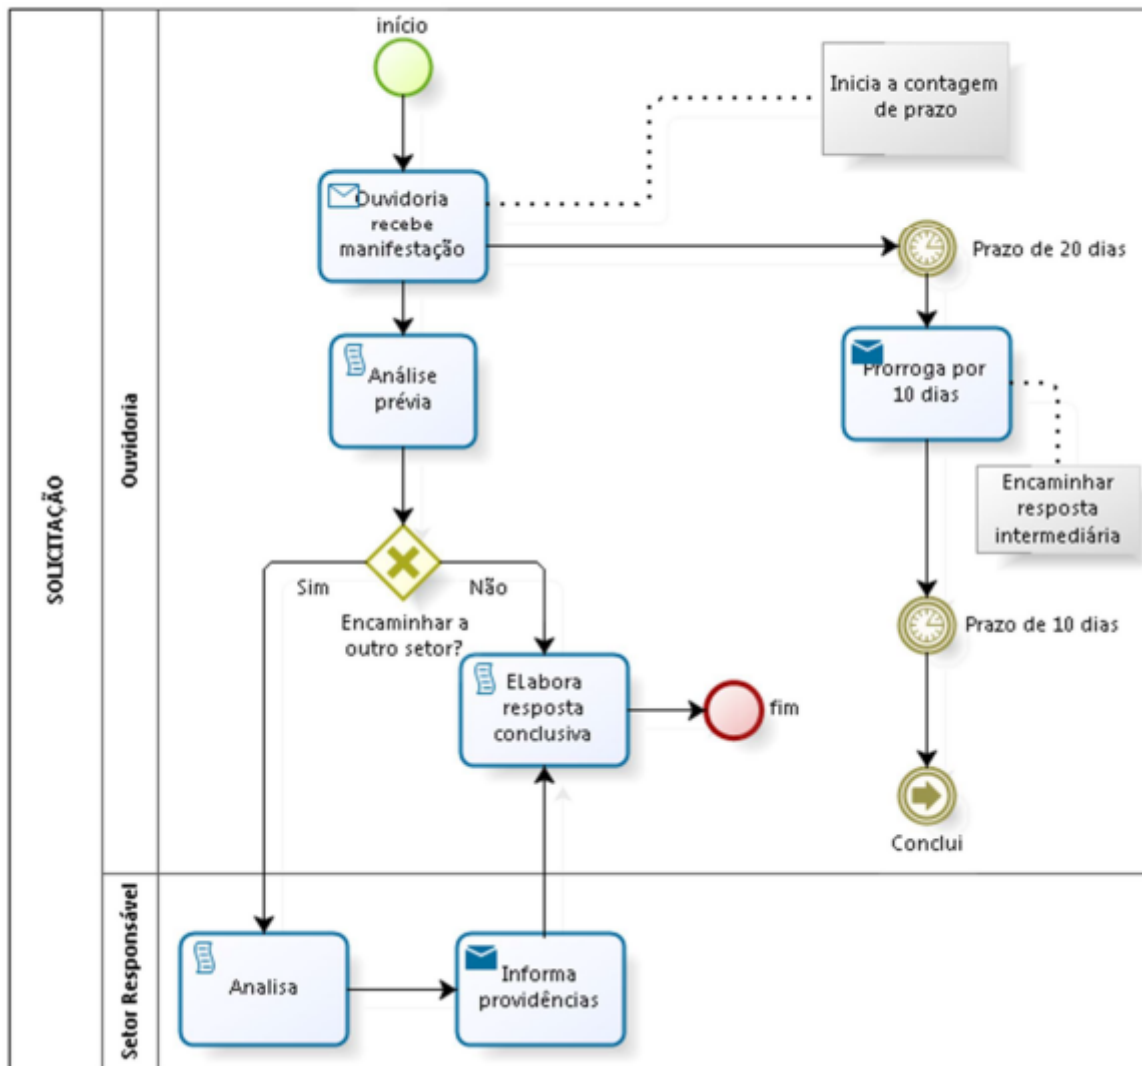 SOLICITAÇÃO
Ouvidoria
início
Inicia a contagem
de prazo
Ouvidoria
recebe
manifestação
Prazo de 20 dias
Prorroga por
10 dias
Análise
prévia
Encaminhar
resposta
intermediária
Sim
Não
Encaminhar a
outro setor?
Prazo de 10 dias
ELabora
resposta
conclusiva
fim
Conclui
Setor Responsável
Analisa
Informa
providências